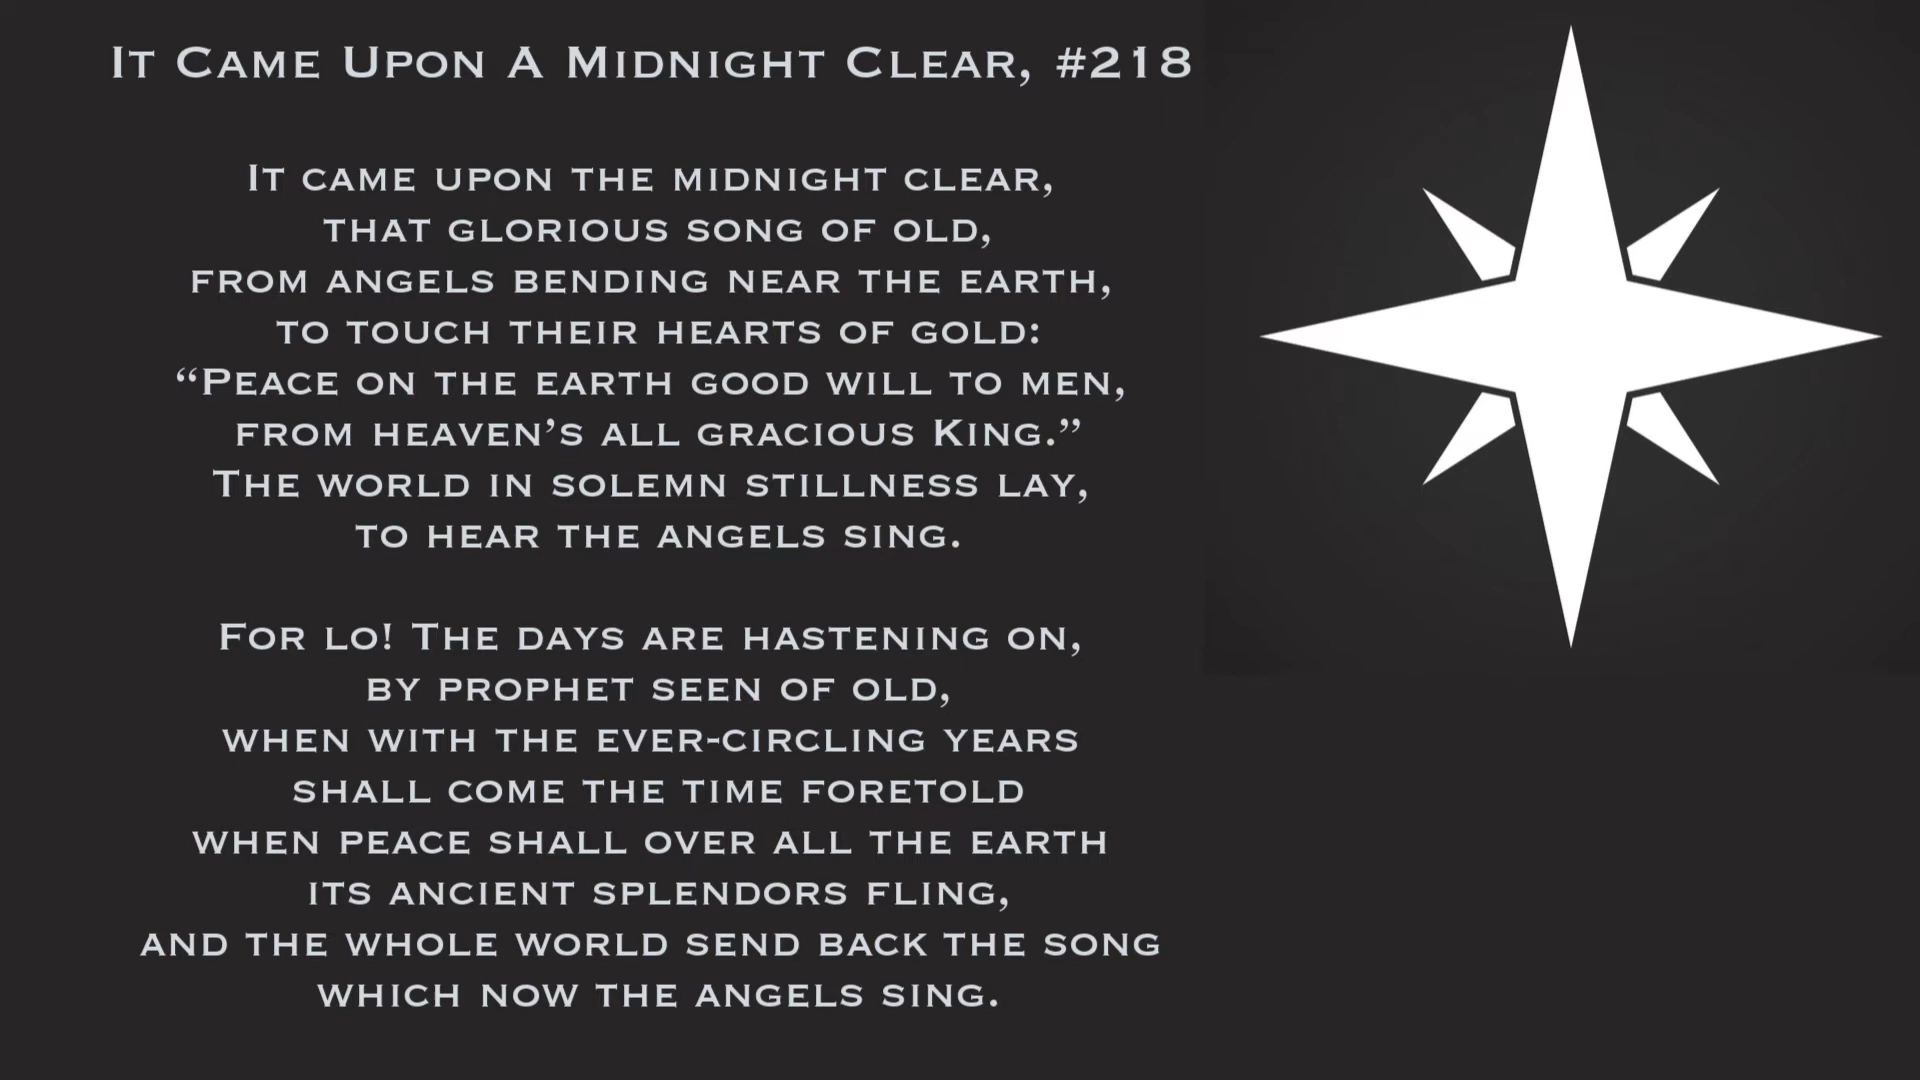 It Came Upon A Midnight Clear, #218
It came upon the midnight clear,
that glorious song of old,
from angels bending near the earth,
to touch their hearts of gold:
“Peace on the earth good will to men,
from heaven’s all gracious King.”
The world in solemn stillness lay,
to hear the angels sing.
For lo! The days are hastening on,
by prophet seen of old,
when with the ever-circling years
shall come the time foretold
when peace shall over all the earth
its ancient splendors fling,
and the whole world send back the song
which now the angels sing.